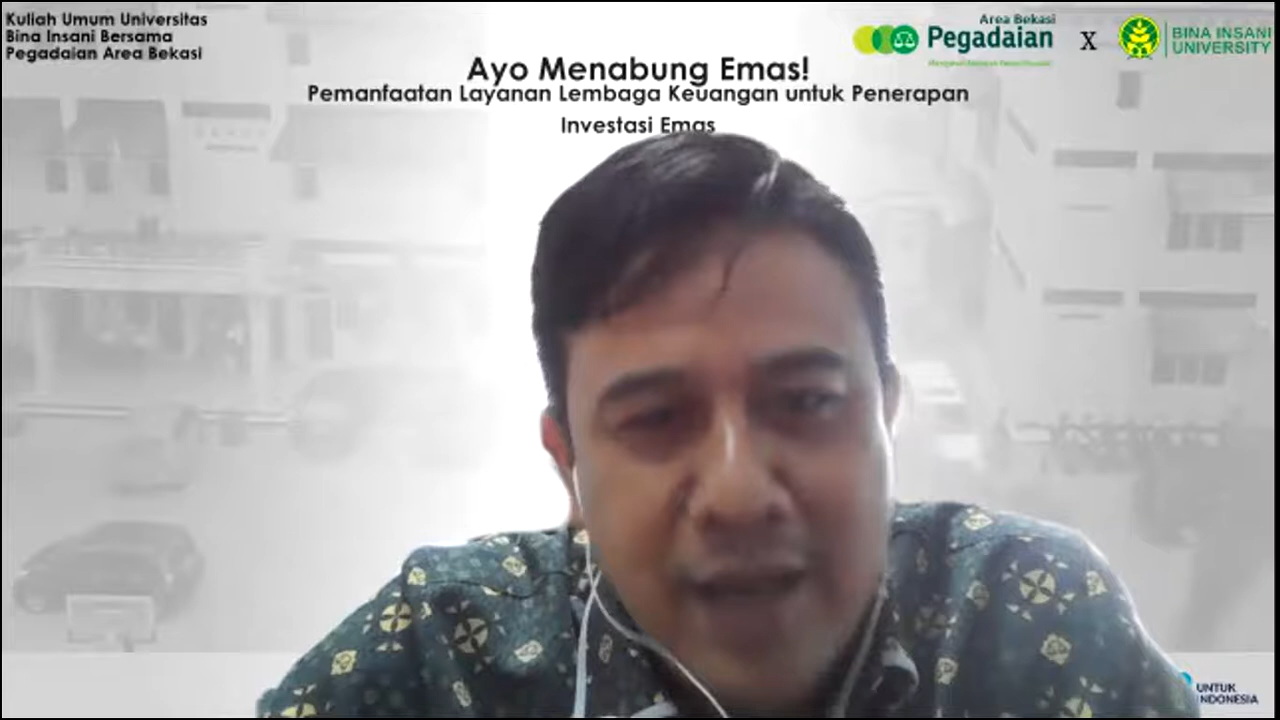 Kuliah Umum Universitas
Bina Insani Bersama
Pegadaian Area Bekasi
Area Bekasi
Pegadaian
X
BINA INSANI
UNIVERSITY
Ayo Menabung Emas!
Pemanfaatan Layanan Lembaga Keuangan untuk Penerapan
Investasi Emas
UNTUK
INDONESIA